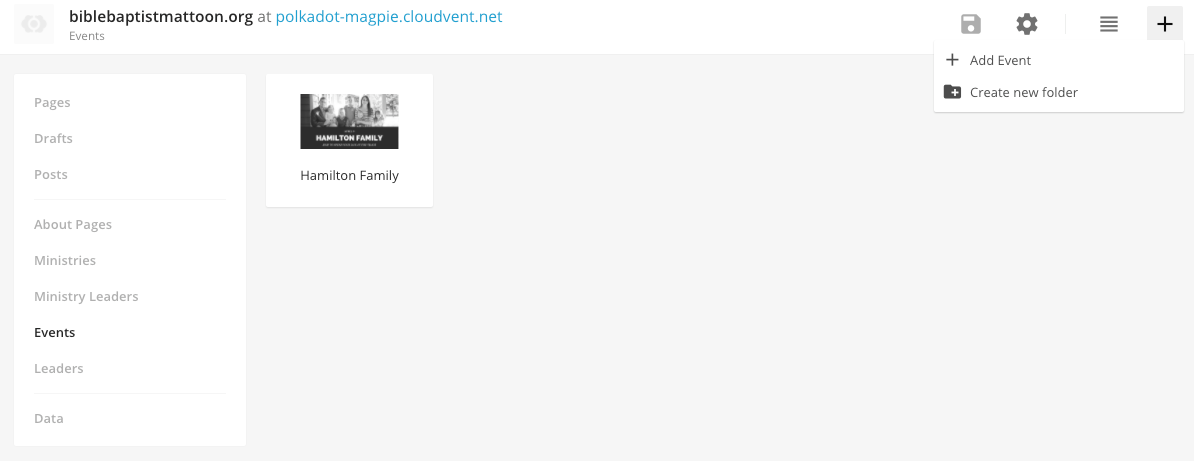 biblebaptistmattoon.org at polkadot-magpie.cloudvent.net
Events
Add Event
Create new folder
Pages
Drafts
Posts
About Pages
Ministries
Ministry Leaders
Events
Leaders
Data
HAMILTON FAMILY
Hamilton Family